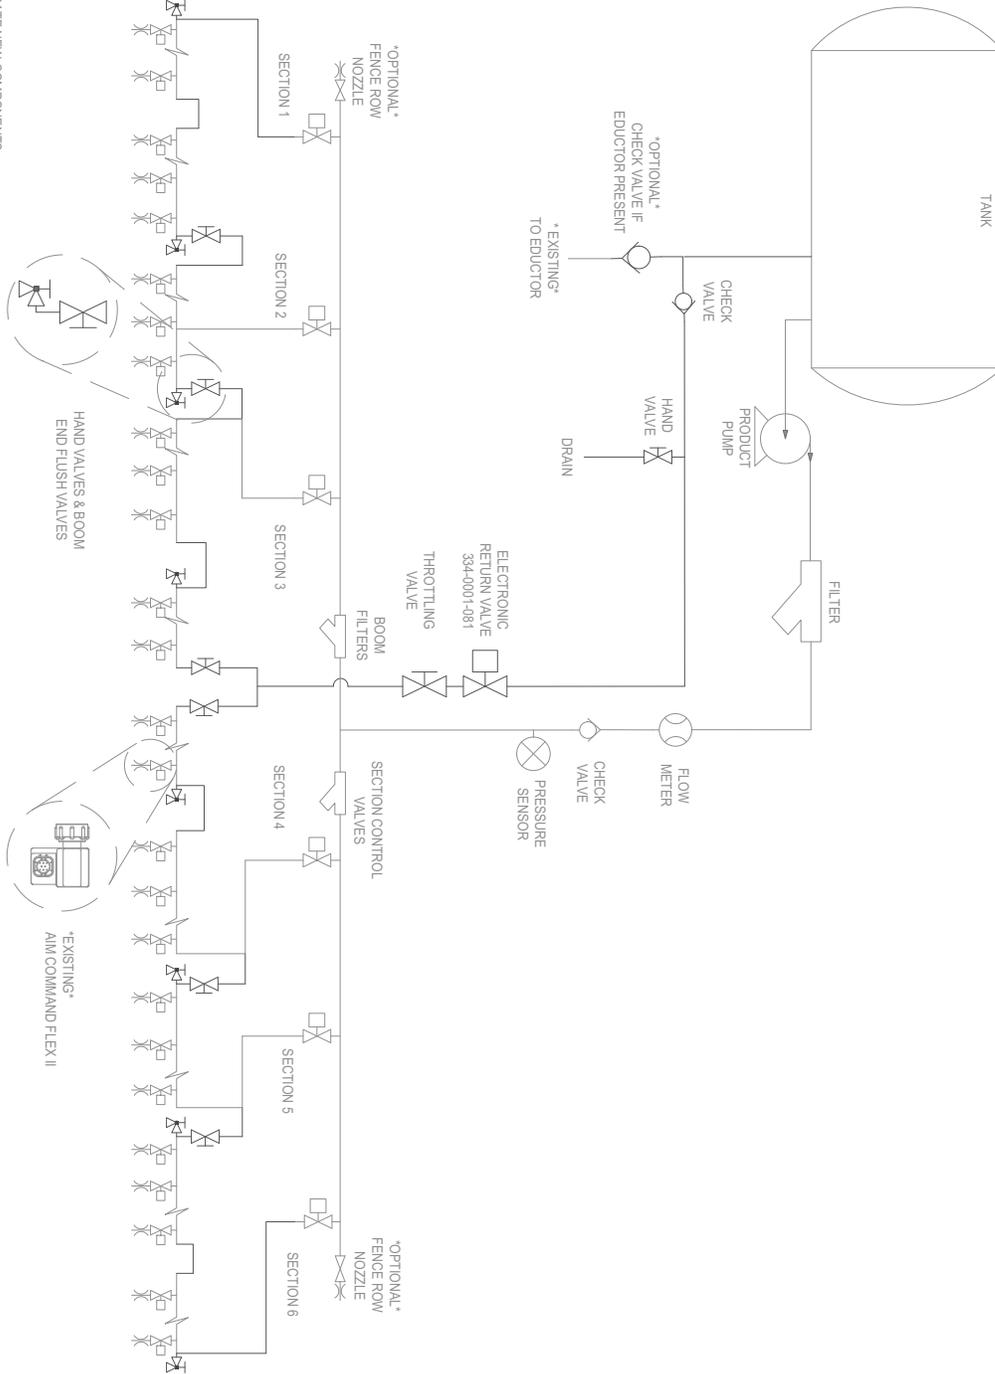 TANK
*OPTIONAL*
CHECK VALVE IF
EDUCTOR PRESENT
* EXISTING*
TO EDUCTOR
CHECK
VALVE
HAND
VALVE
DRAIN
PRODUCT
PUMP
FILTER
ELECTRONIC
RETURN VALVE
334-0001-081
THROTTLING
VALVE
FLOW
METER
CHECK
VALVE
PRESSURE
SENSOR
*OPTIONAL*
FENCE ROW
NOZZLE
BOOM
FILTERS
SECTION CONTROL
VALVES
*OPTIONAL*
FENCE ROW
NOZZLE
SECTION 1
SECTION 2
SECTION 3
SECTION 4
SECTION 5
SECTION 6
HAND VALVES & BOOM
END FLUSH VALVES
*EXISTING*
AIM COMMAND FLEX II